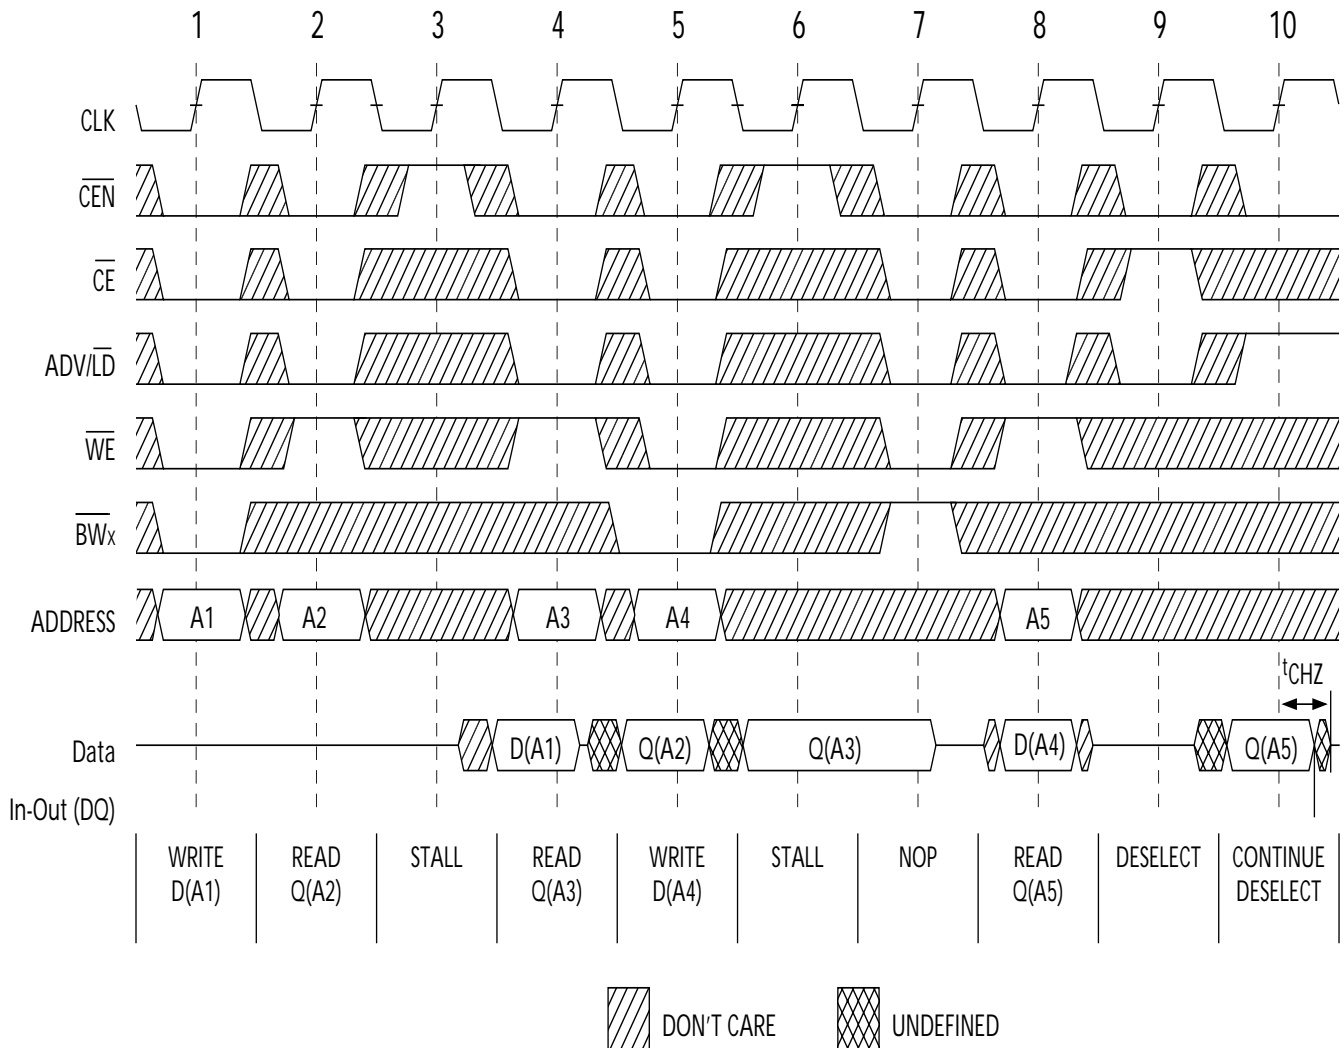 1 2 3 4 5 6 7 8 9 10
CLK
CEN
CE
ADV/LD
WE
BWx
ADDRESS A1 A2 A3 A4 A5
tCHZ
Data D(A1) Q(A2) Q(A3) D(A4) Q(A5)
In-Out (DQ)
WRITE READ STALL READ WRITE STALL NOP READ DESELECT CONTINUE
D(A1) Q(A2) Q(A3) D(A4) Q(A5) DESELECT
DON'T CARE UNDEFINED